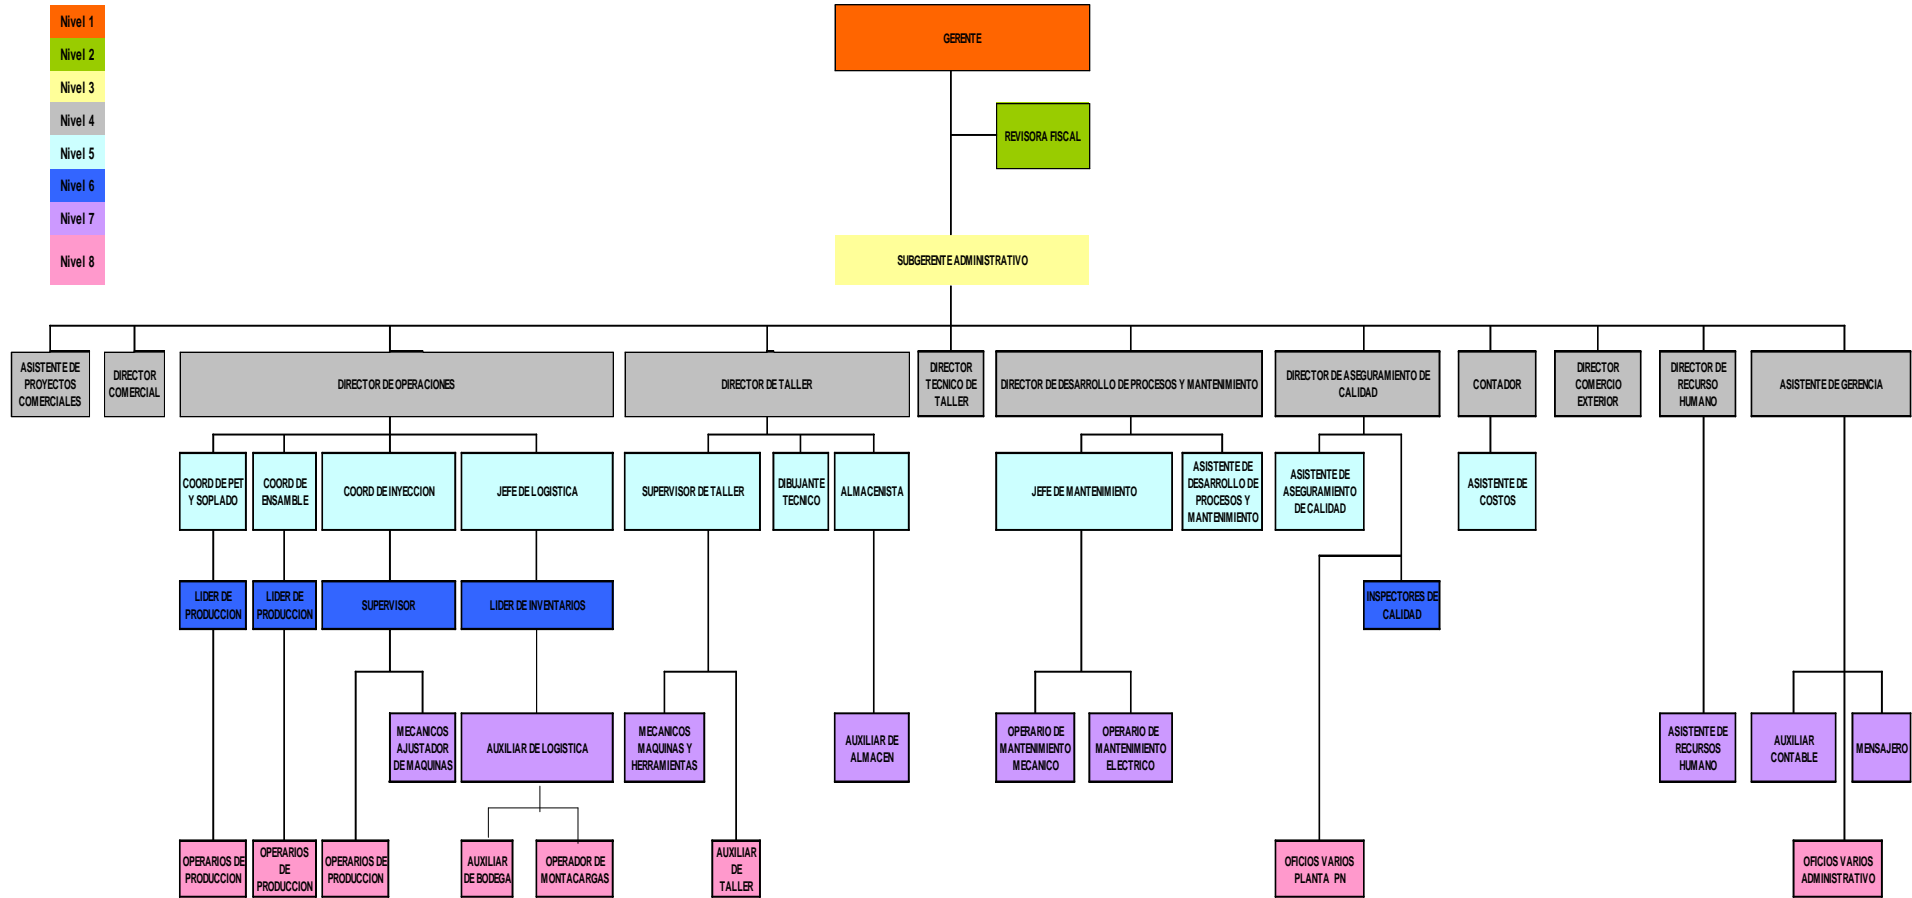 Nivel 1
Nivel 2
Nivel 3
Nivel 4
Nivel 5
Nivel 6
Nivel 7
Nivel 8
GERENTE
REVISORA FISCAL
SUBGERENTE ADMINISTRATIVO
ASISTENTE DE
PROYECTOS
COMERCIALES
DIRECTOR
COMERCIAL
DIRECTOR DE OPERACIONES
DIRECTOR DE TALLER
DIRECTOR
TECNICO DE
TALLER
DIRECTOR DE DESARROLLO DE PROCESOS Y MANTENIMIENTO
DIRECTOR DE ASEGURAMIENTO DE
CALIDAD
CONTADOR
DIRECTOR
COMERCIO
EXTERIOR
DIRECTOR DE
RECURSO
HUMANO
ASISTENTE DE GERENCIA
COORD DE PET
Y SOPLADO
COORD DE
ENSAMBLE
COORD DE INYECCION
JEFE DE LOGISTICA
SUPERVISOR DE TALLER
DIBUJANTE
TECNICO
ALMACENISTA
JEFE DE MANTENIMIENTO
ASISTENTE DE
DESARROLLO DE
PROCESOS Y
MANTENIMIENTO
ASISTENTE DE
ASEGURAMIENTO
DE CALIDAD
ASISTENTE DE
COSTOS
LIDER DE
PRODUCCION
LIDER DE
PRODUCCION
SUPERVISOR
LIDER DE INVENTARIOS
INSPECTORES DE
CALIDAD
MECANICOS
AJUSTADOR
DE MAQUINAS
AUXILIAR DE LOGISTICA
MECANICOS
MAQUINAS Y
HERRAMIENTAS
AUXILIAR DE
ALMACEN
OPERARIO DE
MANTENIMIENTO
MECANICO
OPERARIO DE
MANTENIMIENTO
ELECTRICO
ASISTENTE DE
RECURSOS
HUMANO
AUXILIAR
CONTABLE
MENSAJERO
OPERARIOS DE
PRODUCCION
OPERARIOS
DE
PRODUCCION
OPERARIOS DE
PRODUCCION
AUXILIAR
DE BODEGA
OPERADOR DE
MONTACARGAS
AUXILIAR
DE
TALLER
OFICIOS VARIOS
PLANTA PN
OFICIOS VARIOS
ADMINISTRATIVO